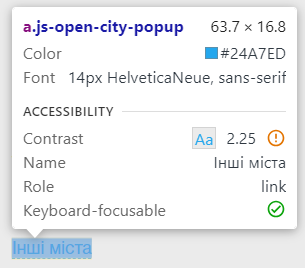 a.js-open-city-popup 63.7 × 16.8
Color #24A7ED
Font 14px HelveticaNeue, sans-serif
ACCESSIBILITY
Contrast Aa 2.25
Name Інші міста
Role link
Keyboard-focusable
Інші міста